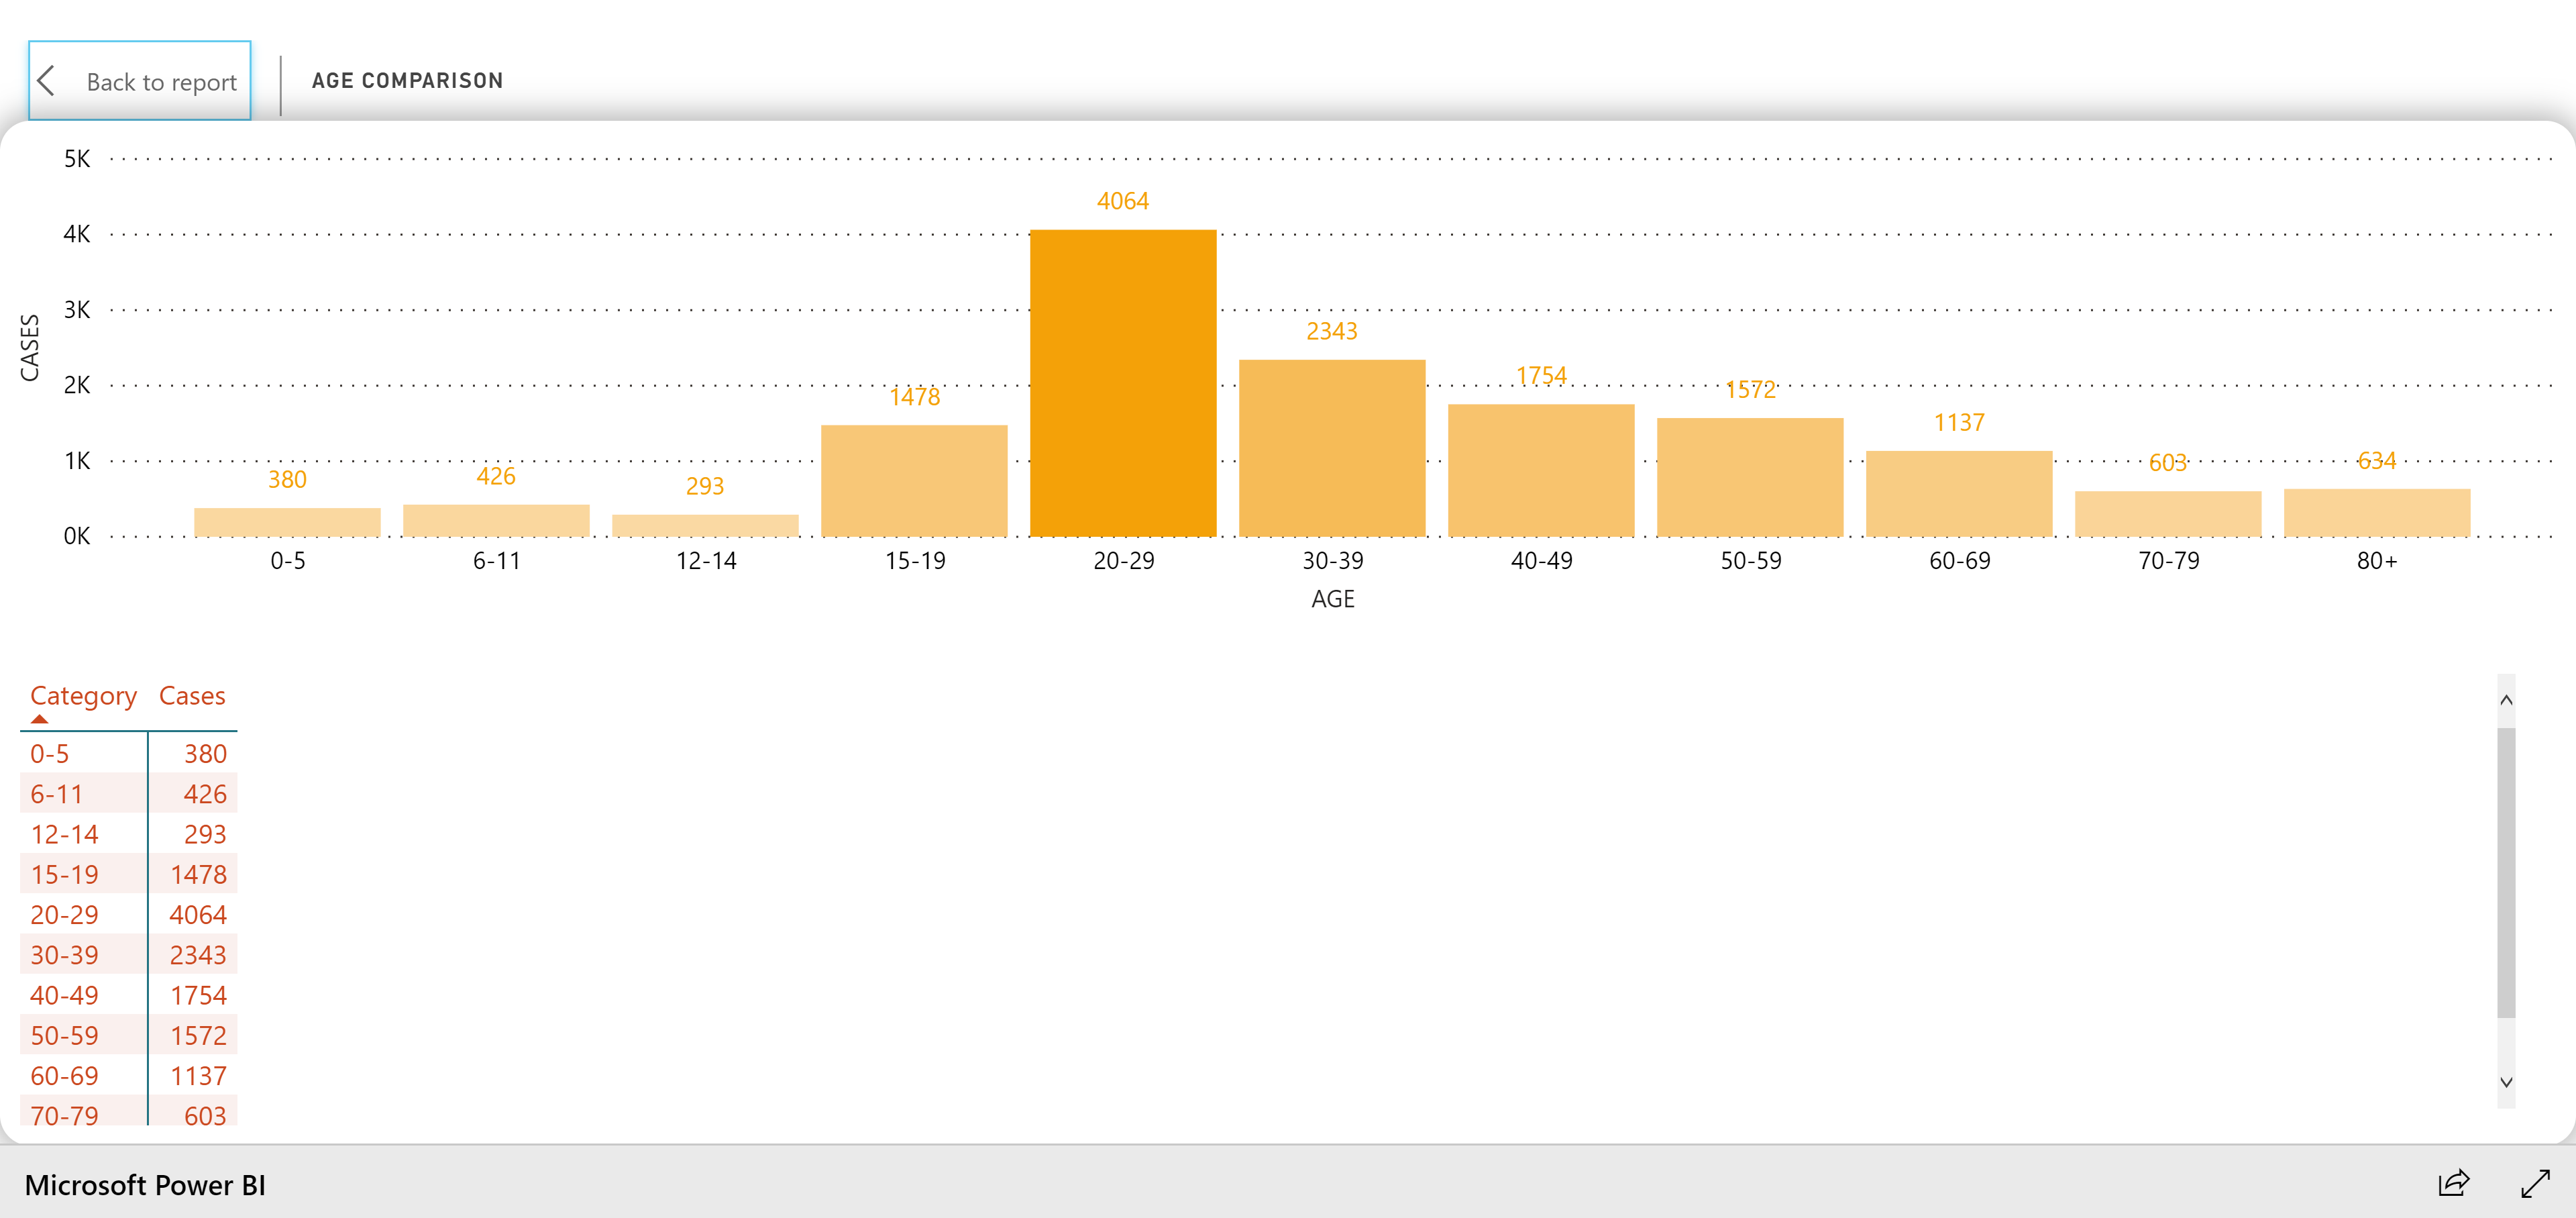 Back to report
AGE COMPARISON
5K
4K
3K
2K
1K
0K
CASES
380
426
293
1478
4064
2343
1754
1572
1137
603
634
0-5 6-11 12-14 15-19 20-29 30-39 40-49 50-59 60-69 70-79 80+
AGE
Category Cases
0-5 380
6-11 426
12-14 293
15-19 1478
20-29 4064
30-39 2343
40-49 1754
50-59 1572
60-69 1137
70-79 603
Microsoft Power BI